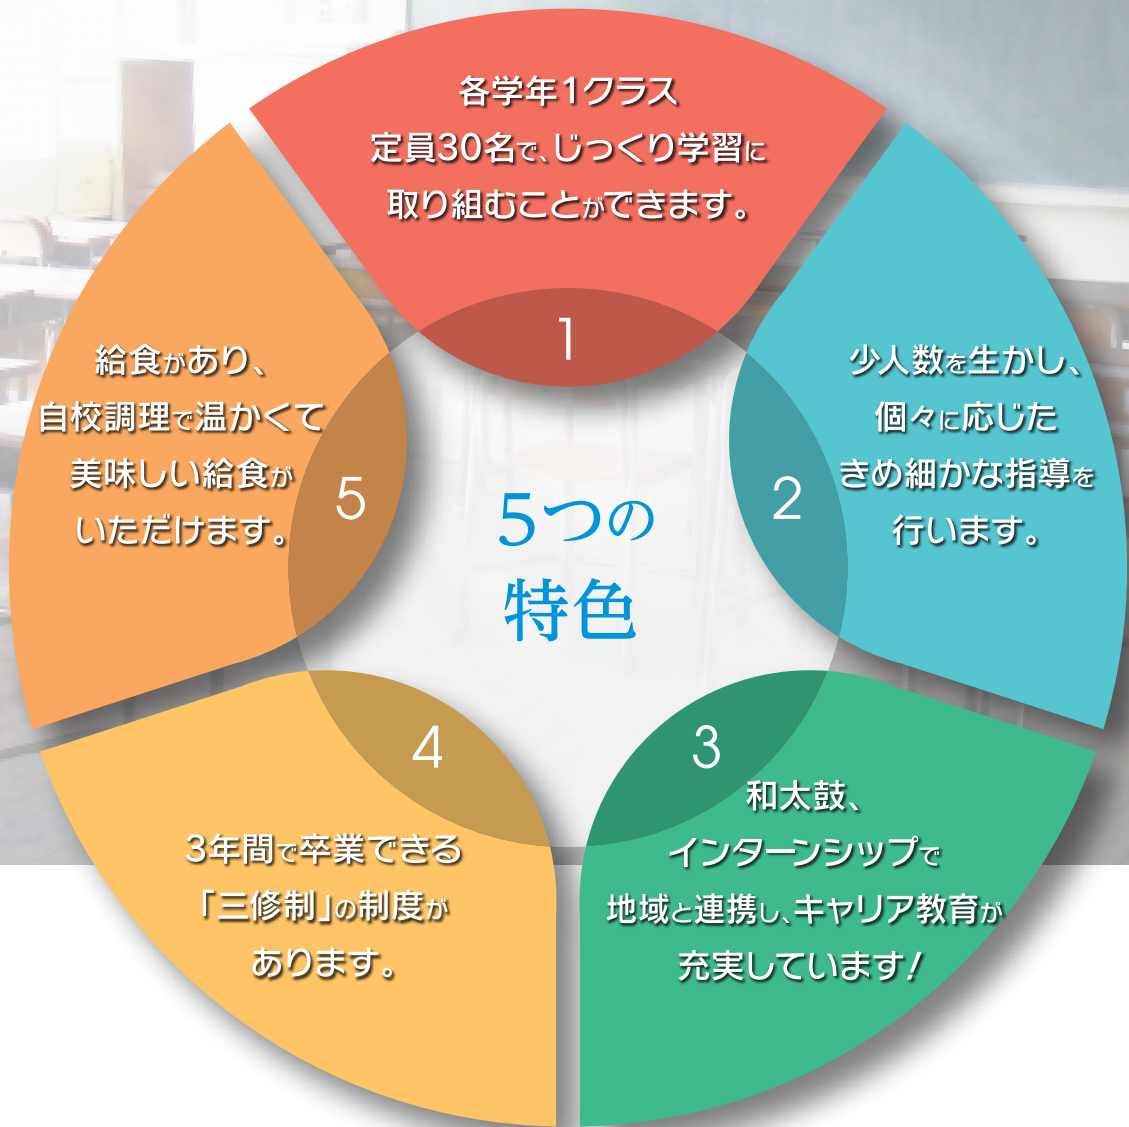 5つの
特色
1
各学年1クラス
定員30名で、じっくり学習に
取り組むことができます。
2
少人数を生かし、
個々に応じた
きめ細かな指導を
行います。
3
和太鼓、
インターンシップで
地域と連携し、キャリア教育が
充実しています！
4
3年間で卒業できる
「三修制」の制度が
あります。
5
給食があり、
自校調理で温かくて
美味しい給食が
いただけます。